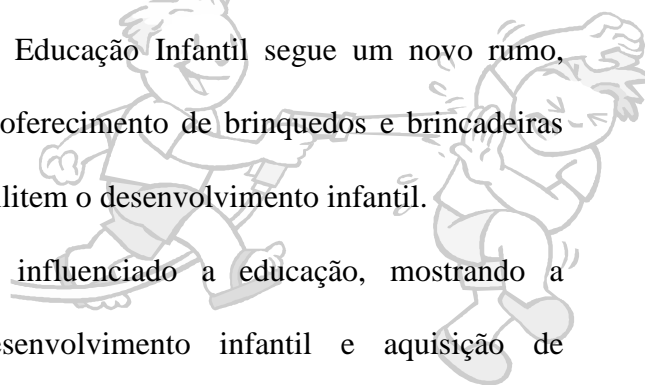 Educação Infantil segue um novo rumo,
oferecimento de brinquedos e brincadeiras
litem o desenvolvimento infantil.
influenciado a educação, mostrando a
esenvolvimento infantil e aquisição de